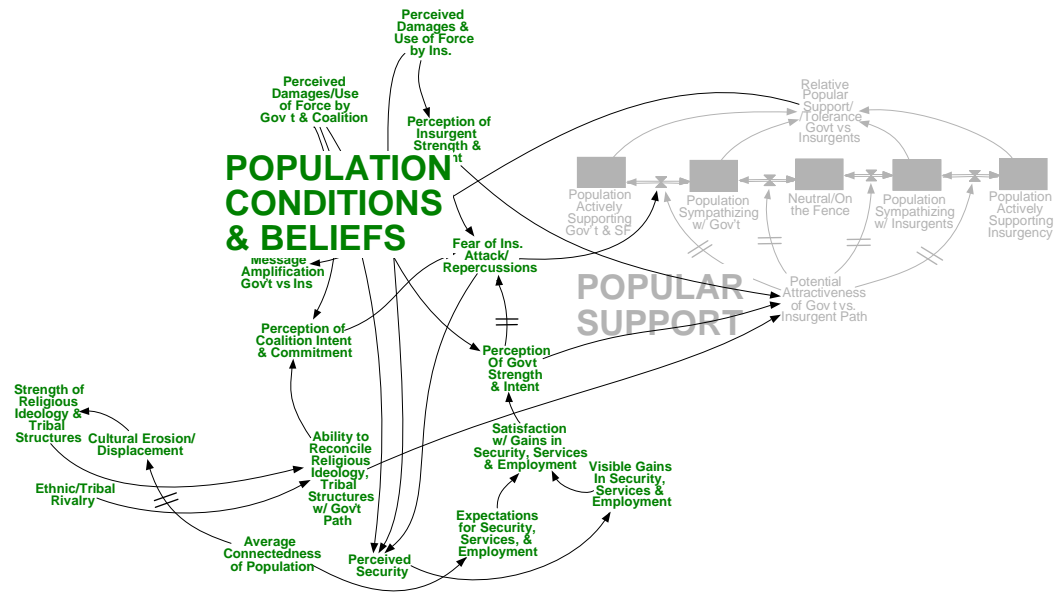 Perceived
Damages &
Use of Force
by Ins.
Perceived
Damages/Use
of Force by
Gov t & Coalition
Perception of
Insurgent
Strength &
nt
POPULATION
CONDITIONS
& BELIEFS
Message
Amplification
Gov't vs Ins
Fear of Ins.
Attack/
Repercussions
Perception of
Coalition Intent
& Commitment
Perception
Of Govt
Strength
& Intent
Strength of
Religious
Ideology &
Tribal
Structures
Cultural Erosion/
Displacement
Ethnic/Tribal
Rivalry
Ability to
Reconcile
Religious
Ideology,
Tribal
Structures
w/ Gov't
Path
Satisfaction
w/ Gains in
Security, Services
& Employment
Visible Gains
In Security,
Services &
Employment
Expectations
for Security,
Services, &
Employment
Average
Connectedness
of Population
Perceived
Security
Relative
Popular
Support/
/Tolerance
Govt vs
Insurgents
Population
Actively
Supporting
Gov't & SF
Population
Sympathizing
w/ Gov't
Neutral/On
the Fence
Population
Sympathizing
w/ Insurgents
Population
Actively
Supporting
Insurgency
POPULAR
SUPPORT
Potential
Attractiveness
of Gov t vs.
Insurgent Path